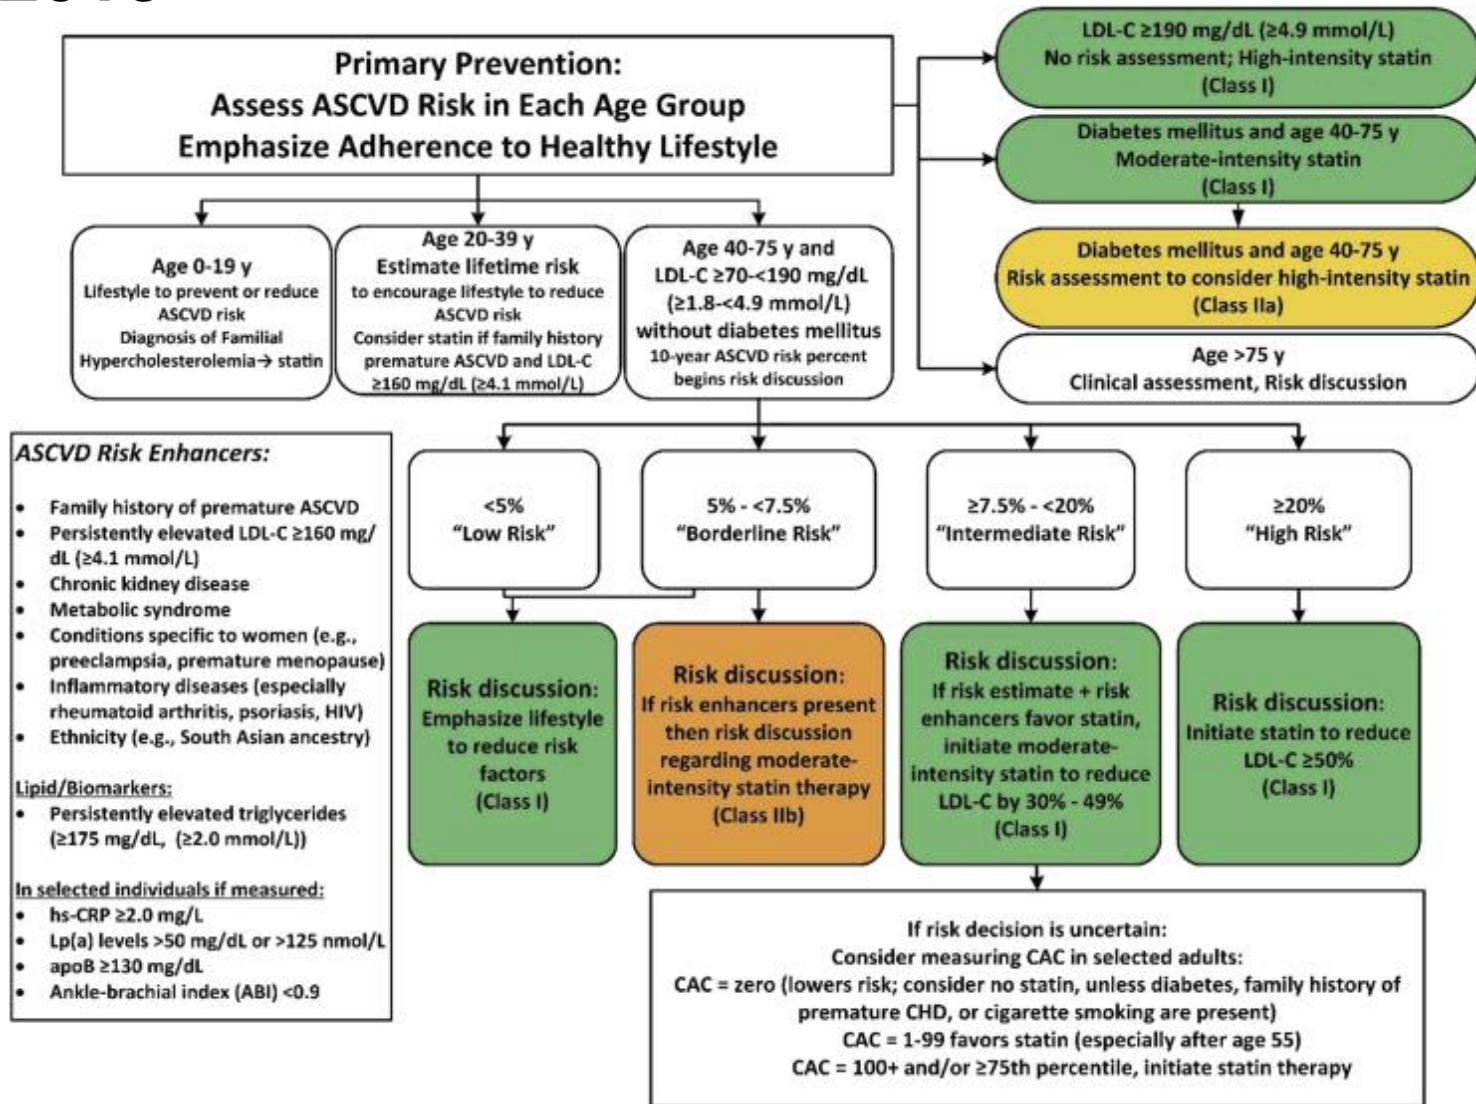 Primary Prevention:
Assess ASCVD Risk in Each Age Group
Emphasize Adherence to Healthy Lifestyle
LDL-C ≥190 mg/dL (≥4.9 mmol/L)
No risk assessment; High-intensity statin
(Class I)
Diabetes mellitus and age 40-75 y
Moderate-intensity statin
(Class I)
Diabetes mellitus and age 40-75 y
Risk assessment to consider high-intensity statin
(Class IIa)
Age >75 y
Clinical assessment, Risk discussion
Age 0-19 y
Lifestyle to prevent or reduce
ASCVD risk
Diagnosis of Familial
Hypercholesterolemia→ statin
Age 20-39 y
Estimate lifetime risk
to encourage lifestyle to reduce
ASCVD risk
Consider statin if family history
premature ASCVD and LDL-C
≥160 mg/dL (≥4.1 mmol/L)
Age 40-75 y and
LDL-C ≥70-<190 mg/dL
(≥1.8-<4.9 mmol/L)
without diabetes mellitus
10-year ASCVD risk percent
begins risk discussion
ASCVD Risk Enhancers:
• Family history of premature ASCVD
• Persistently elevated LDL-C ≥160 mg/
dL (≥4.1 mmol/L)
• Chronic kidney disease
• Metabolic syndrome
• Conditions specific to women (e.g.,
preeclampsia, premature menopause)
• Inflammatory diseases (especially
rheumatoid arthritis, psoriasis, HIV)
• Ethnicity (e.g., South Asian ancestry)
Lipid/Biomarkers:
• Persistently elevated triglycerides
(≥175 mg/dL, (≥2.0 mmol/L))
In selected individuals if measured:
• hs-CRP ≥2.0 mg/L
• Lp(a) levels >50 mg/dL or >125 nmol/L
• apoB ≥130 mg/dL
• Ankle-brachial index (ABI) <0.9
<5%
“Low Risk”
5% - <7.5%
“Borderline Risk”
≥7.5% - <20%
“Intermediate Risk”
≥20%
“High Risk”
Risk discussion:
Emphasize lifestyle
to reduce risk
factors
(Class I)
Risk discussion:
If risk enhancers present
then risk discussion
regarding moderate-
intensity statin therapy
(Class IIb)
Risk discussion:
If risk estimate + risk
enhancers favor statin,
initiate moderate-
intensity statin to reduce
LDL-C by 30% - 49%
(Class I)
Risk discussion:
Initiate statin to reduce
LDL-C ≥50%
(Class I)
If risk decision is uncertain:
Consider measuring CAC in selected adults:
CAC = zero (lowers risk; consider no statin, unless diabetes, family history of
premature CHD, or cigarette smoking are present)
CAC = 1-99 favors statin (especially after age 55)
CAC = 100+ and/or ≥75th percentile, initiate statin therapy